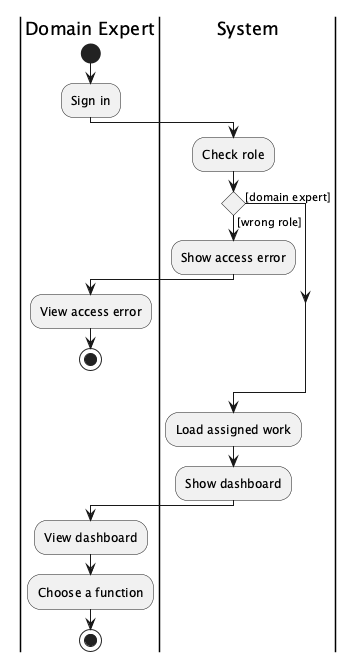 Domain Expert
System
Sign in
Check role
[domain expert]
[wrong role]
Show access error
View access error
Load assigned work
Show dashboard
View dashboard
Choose a function